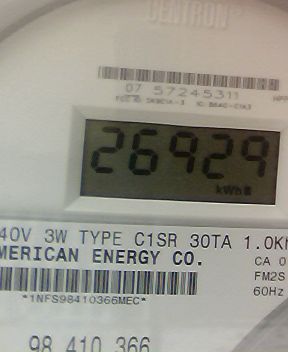 CENTRON®
07 57245311
26929
kWh
40V 3W TYPE C1SR 30TA 1.0Kh
MERICAN ENERGY CO.
CA 0
FM2S
60Hz
*1NFS98410366MEC*
98 410 366